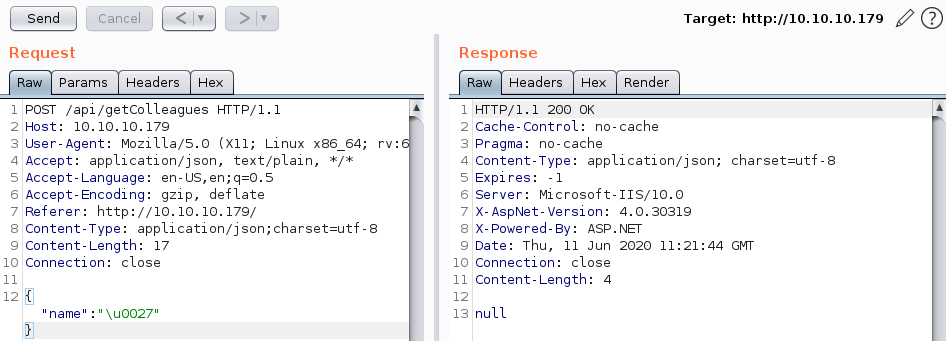 Send Cancel < > Target: http://10.10.10.179 ?
Request
Raw Params Headers Hex
1 POST /api/getColleagues HTTP/1.1
2 Host: 10.10.10.179
3 User-Agent: Mozilla/5.0 (X11; Linux x86_64; rv:6
4 Accept: application/json, text/plain, */*
5 Accept-Language: en-US,en;q=0.5
6 Accept-Encoding: gzip, deflate
7 Referer: http://10.10.10.179/
8 Content-Type: application/json;charset=utf-8
9 Content-Length: 17
10 Connection: close
11
12 {
"name":"\u0027"
}
Response
Raw Headers Hex Render
1 HTTP/1.1 200 OK
2 Cache-Control: no-cache
3 Pragma: no-cache
4 Content-Type: application/json; charset=utf-8
5 Expires: -1
6 Server: Microsoft-IIS/10.0
7 X-AspNet-Version: 4.0.30319
8 X-Powered-By: ASP.NET
9 Date: Thu, 11 Jun 2020 11:21:44 GMT
10 Connection: close
11 Content-Length: 4
12
13 null